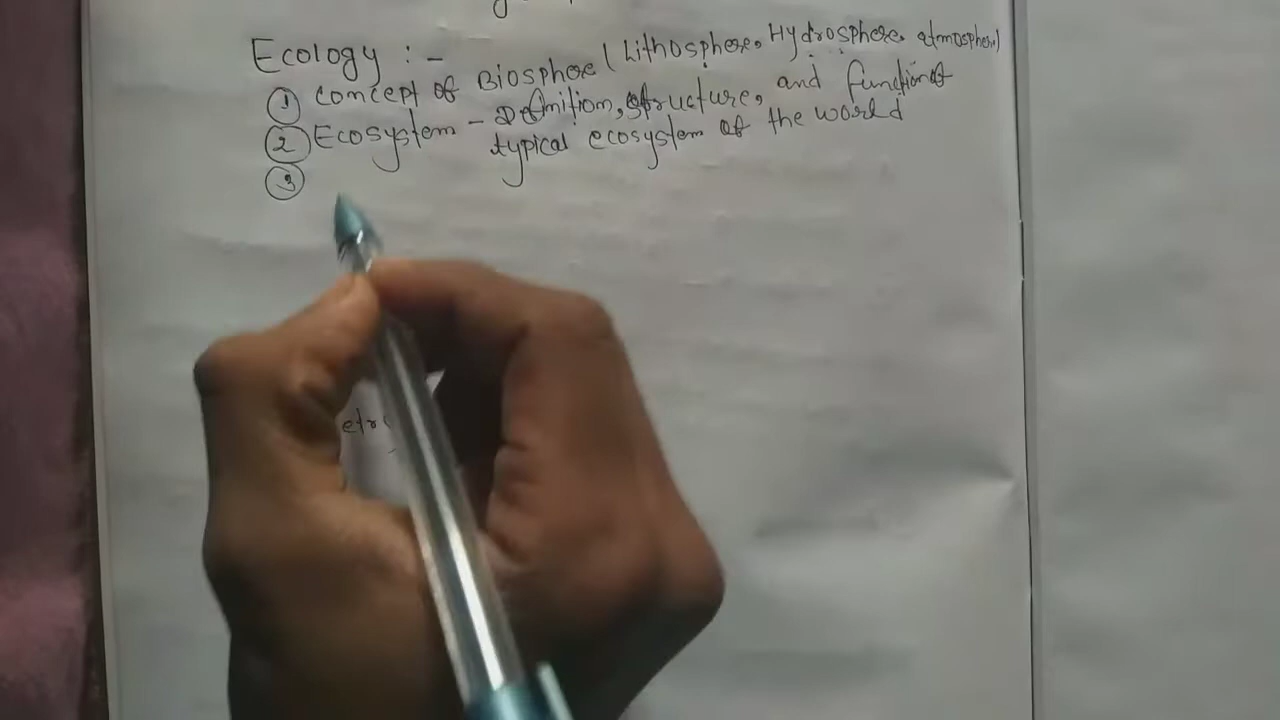 Ecology :-
① Concept of Biosphere (Lithosphere, Hydrosphere, atmosphere)
② Ecosystem - Definition, structure, and function of
typical ecosystem of the world
③
etr